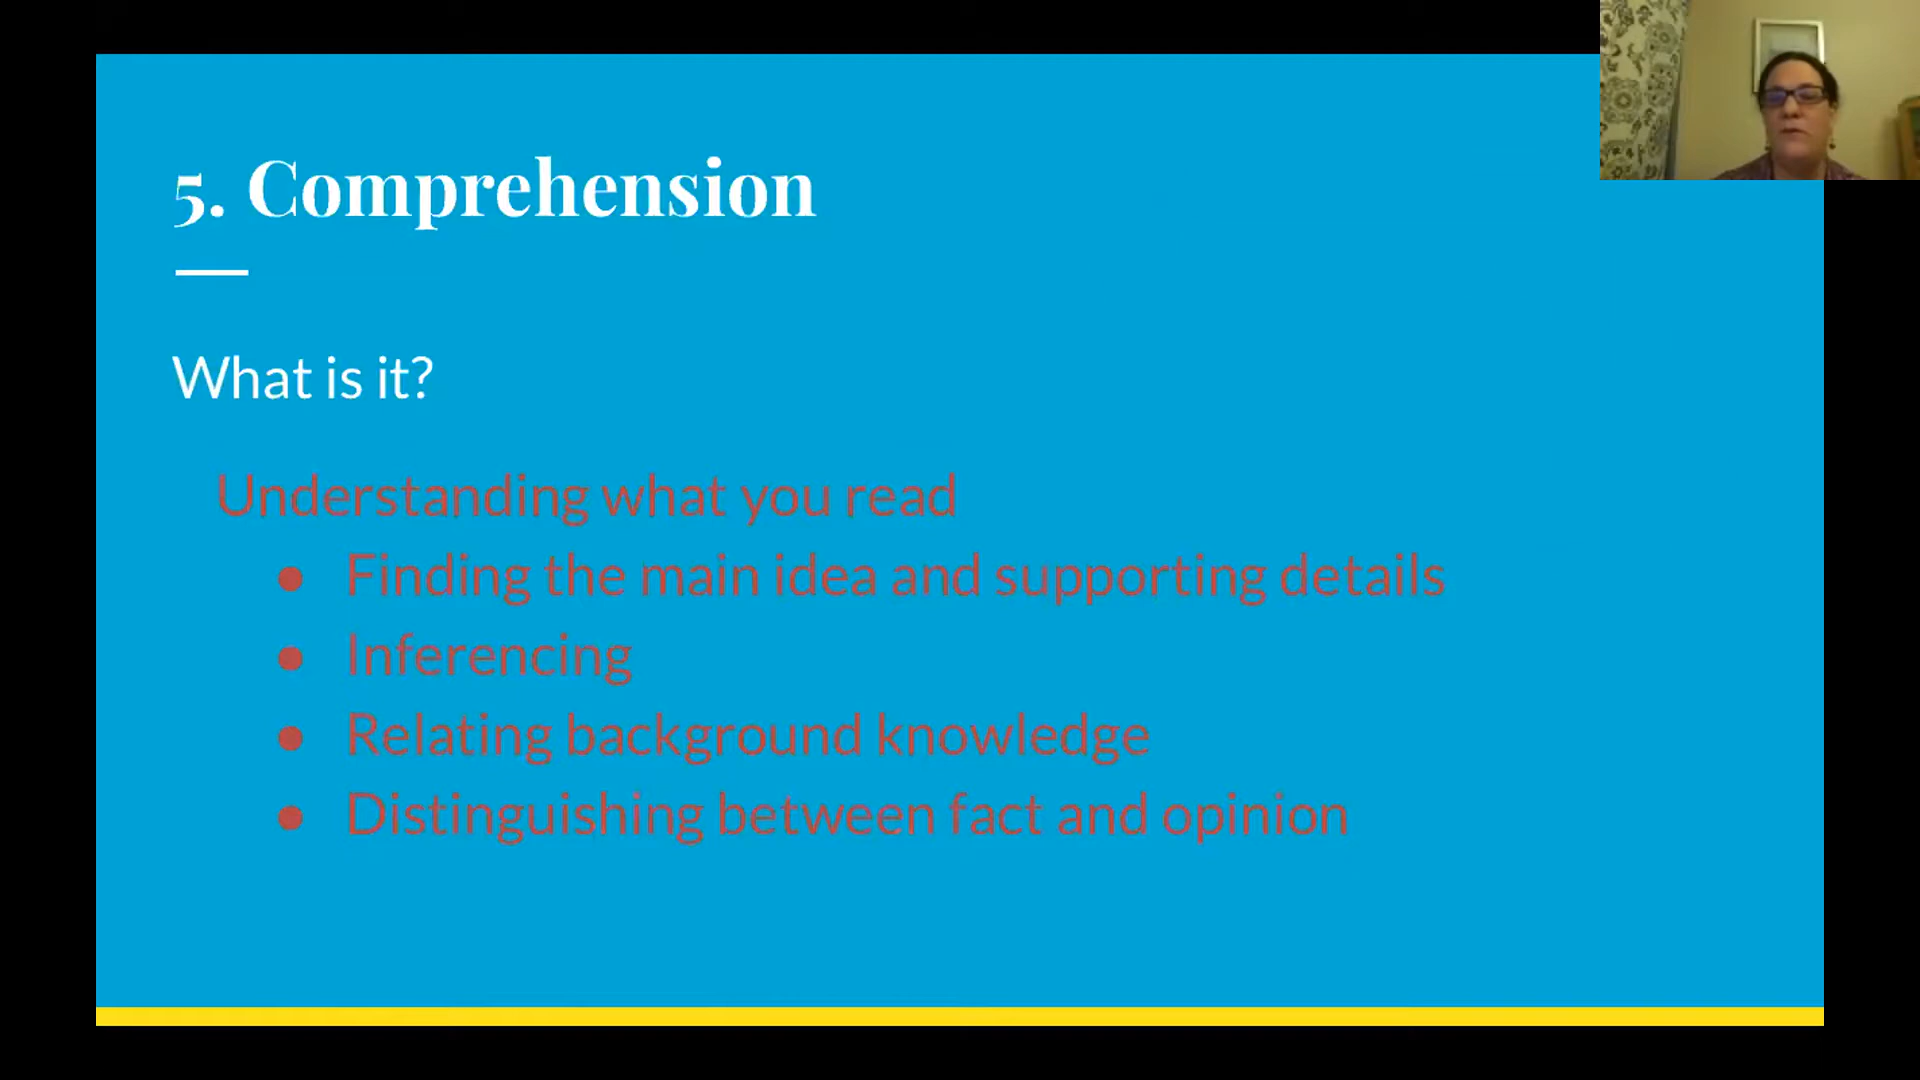 5. Comprehension
What is it?
Understanding what you read
● Finding the main idea and supporting details
● Inferencing
● Relating background knowledge
● Distinguishing between fact and opinion